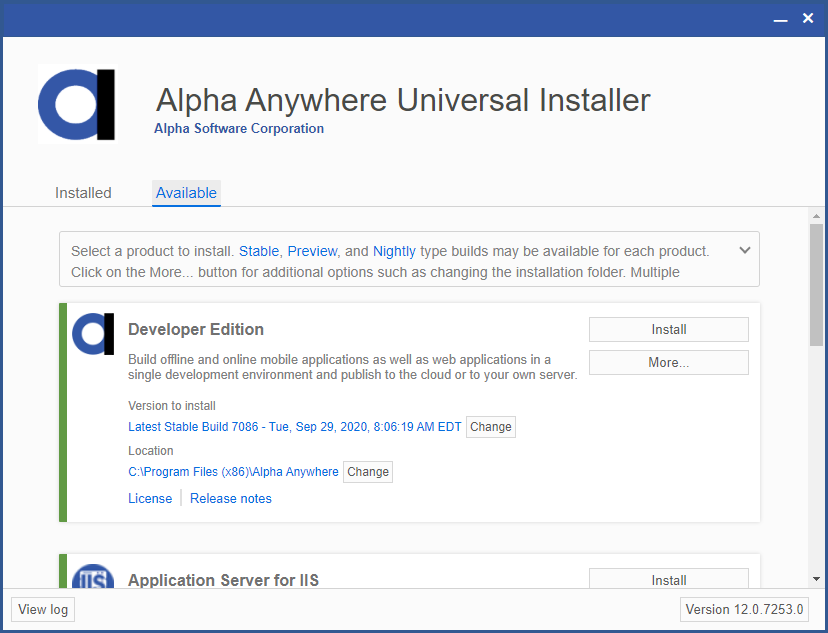 Alpha Anywhere Universal Installer
Alpha Software Corporation
Installed Available
Select a product to install. Stable, Preview, and Nightly type builds may be available for each product.
Click on the More... button for additional options such as changing the installation folder. Multiple
Developer Edition
Install
Build offline and online mobile applications as well as web applications in a
single development environment and publish to the cloud or to your own server.
More...
Version to install
Latest Stable Build 7086 - Tue, Sep 29, 2020, 8:06:19 AM EDT Change
Location
C:\Program Files (x86)\Alpha Anywhere Change
License Release notes
IIS
Application Server for IIS
Install
View log
Version 12.0.7253.0